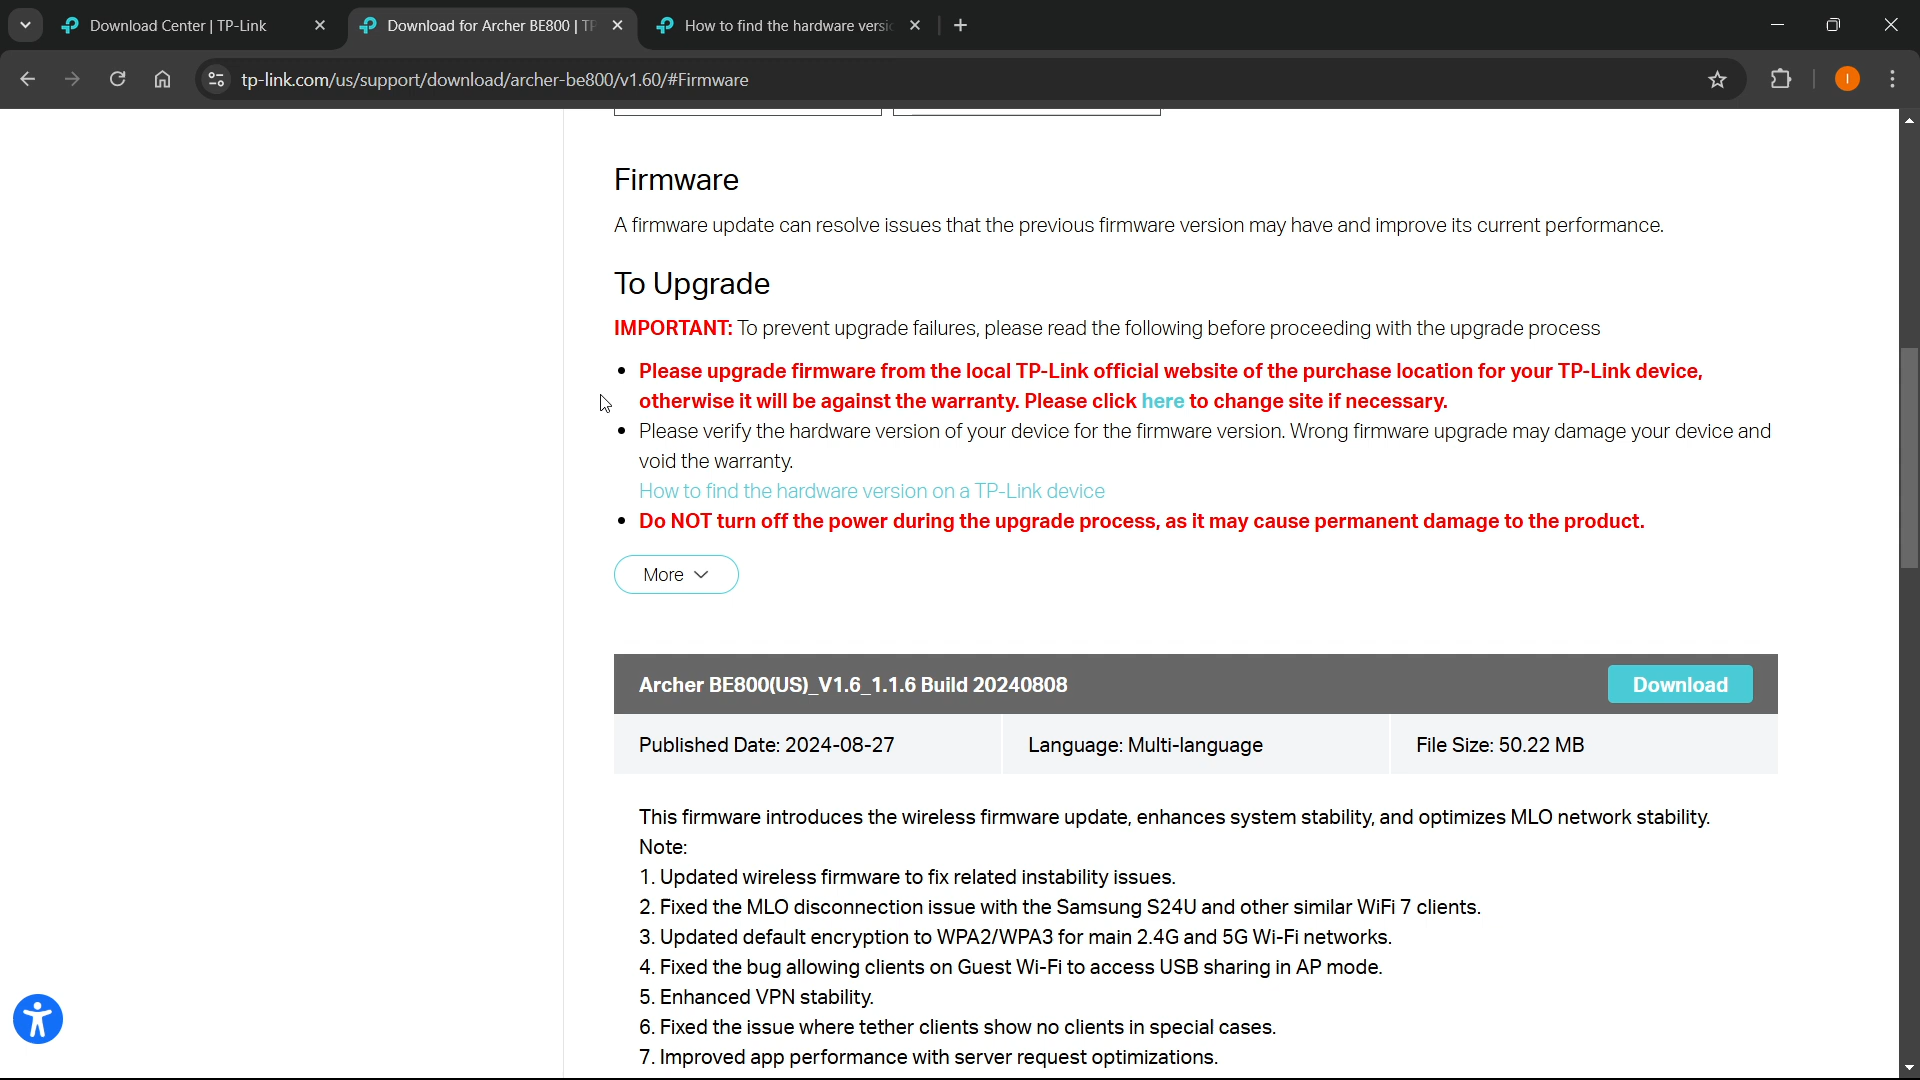 Download Center | TP-Link
Download for Archer BE800 | TP
How to find the hardware versi
tp-link.com/us/support/download/archer-be800/v1.60/#Firmware
I
Firmware
A firmware update can resolve issues that the previous firmware version may have and improve its current performance.
To Upgrade
IMPORTANT: To prevent upgrade failures, please read the following before proceeding with the upgrade process
• Please upgrade firmware from the local TP-Link official website of the purchase location for your TP-Link device,
otherwise it will be against the warranty. Please click here to change site if necessary.
• Please verify the hardware version of your device for the firmware version. Wrong firmware upgrade may damage your device and
void the warranty.
How to find the hardware version on a TP-Link device
• Do NOT turn off the power during the upgrade process, as it may cause permanent damage to the product.
More
Archer BE800(US)_V1.6_1.1.6 Build 20240808
Download
Published Date: 2024-08-27
Language: Multi-language
File Size: 50.22 MB
This firmware introduces the wireless firmware update, enhances system stability, and optimizes MLO network stability.
Note:
1. Updated wireless firmware to fix related instability issues.
2. Fixed the MLO disconnection issue with the Samsung S24U and other similar WiFi 7 clients.
3. Updated default encryption to WPA2/WPA3 for main 2.4G and 5G Wi-Fi networks.
4. Fixed the bug allowing clients on Guest Wi-Fi to access USB sharing in AP mode.
5. Enhanced VPN stability.
6. Fixed the issue where tether clients show no clients in special cases.
7. Improved app performance with server request optimizations.